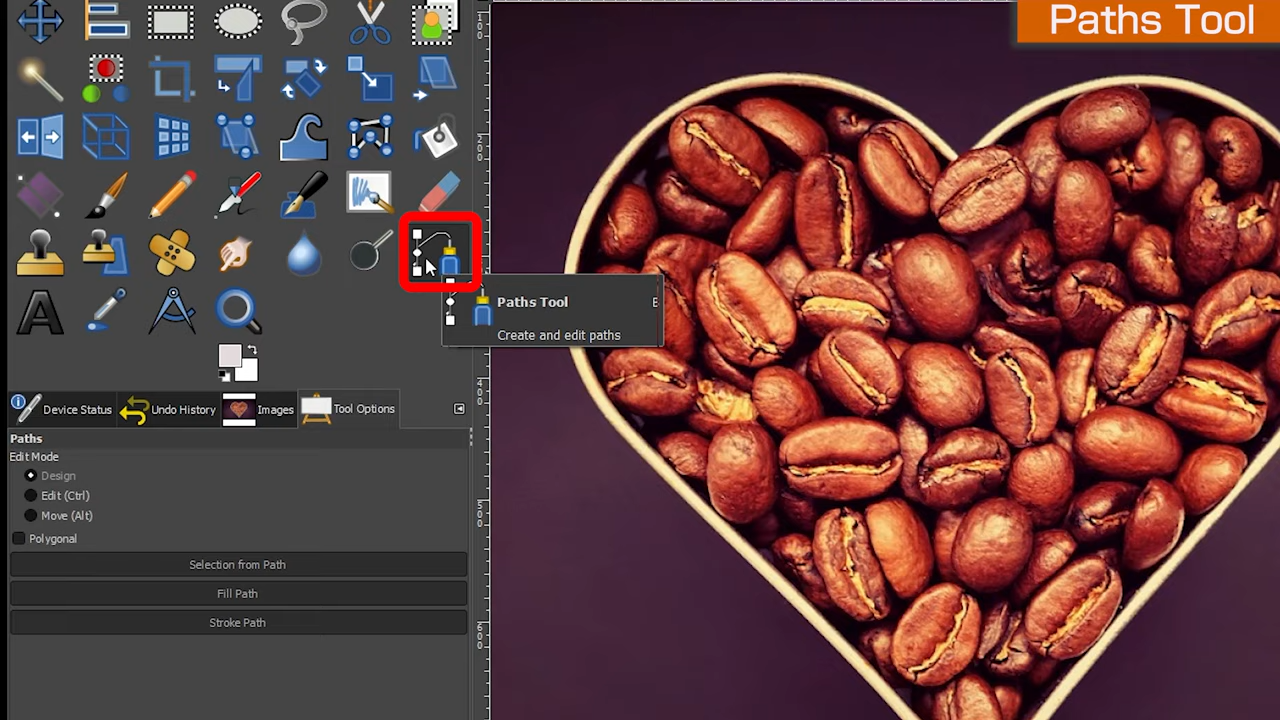 Paths Tool
Paths Tool B
Create and edit paths
Device Status
Undo History
Images
Tool Options
Paths
Edit Mode
Design
Edit (Ctrl)
Move (Alt)
Polygonal
Selection from Path
Fill Path
Stroke Path